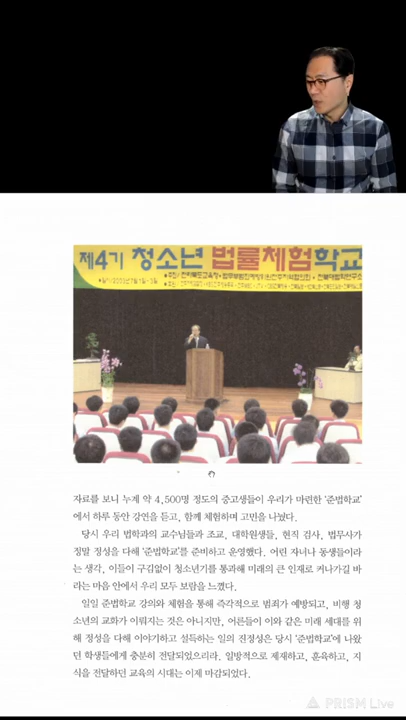 제4기 청소년 법률체험학교
자료를 보니 누계 약 4,500명 정도의 중고생들이 우리가 마련한 '준법학교'
에서 하루 동안 강연을 듣고, 함께 체험하며 고민을 나눴다.
당시 우리 법학과의 교수님들과 조교, 대학원생들, 현직 검사, 법무사가
정말 정성을 다해 '준법학교'를 준비하고 운영했다. 어린 자녀나 동생들이라
는 생각, 이들이 구김없이 청소년기를 통과해 미래의 큰 인재로 커나가길 바
라는 마음 안에서 우리 모두 보람을 느꼈다.
일일 준법학교 강의와 체험을 통해 즉각적으로 범죄가 예방되고, 비행 청
소년의 교화가 이뤄지는 것은 아니지만, 어른들이 이와 같은 미래 세대를 위
해 정성을 다해 이야기하고 설득하는 일의 진정성은 당시 '준법학교'에 나왔
던 학생들에게 충분히 전달되었으리라. 일방적으로 제재하고, 훈육하고, 지
식을 전달하던 교육의 시대는 이제 마감되었다.
PRISM Live